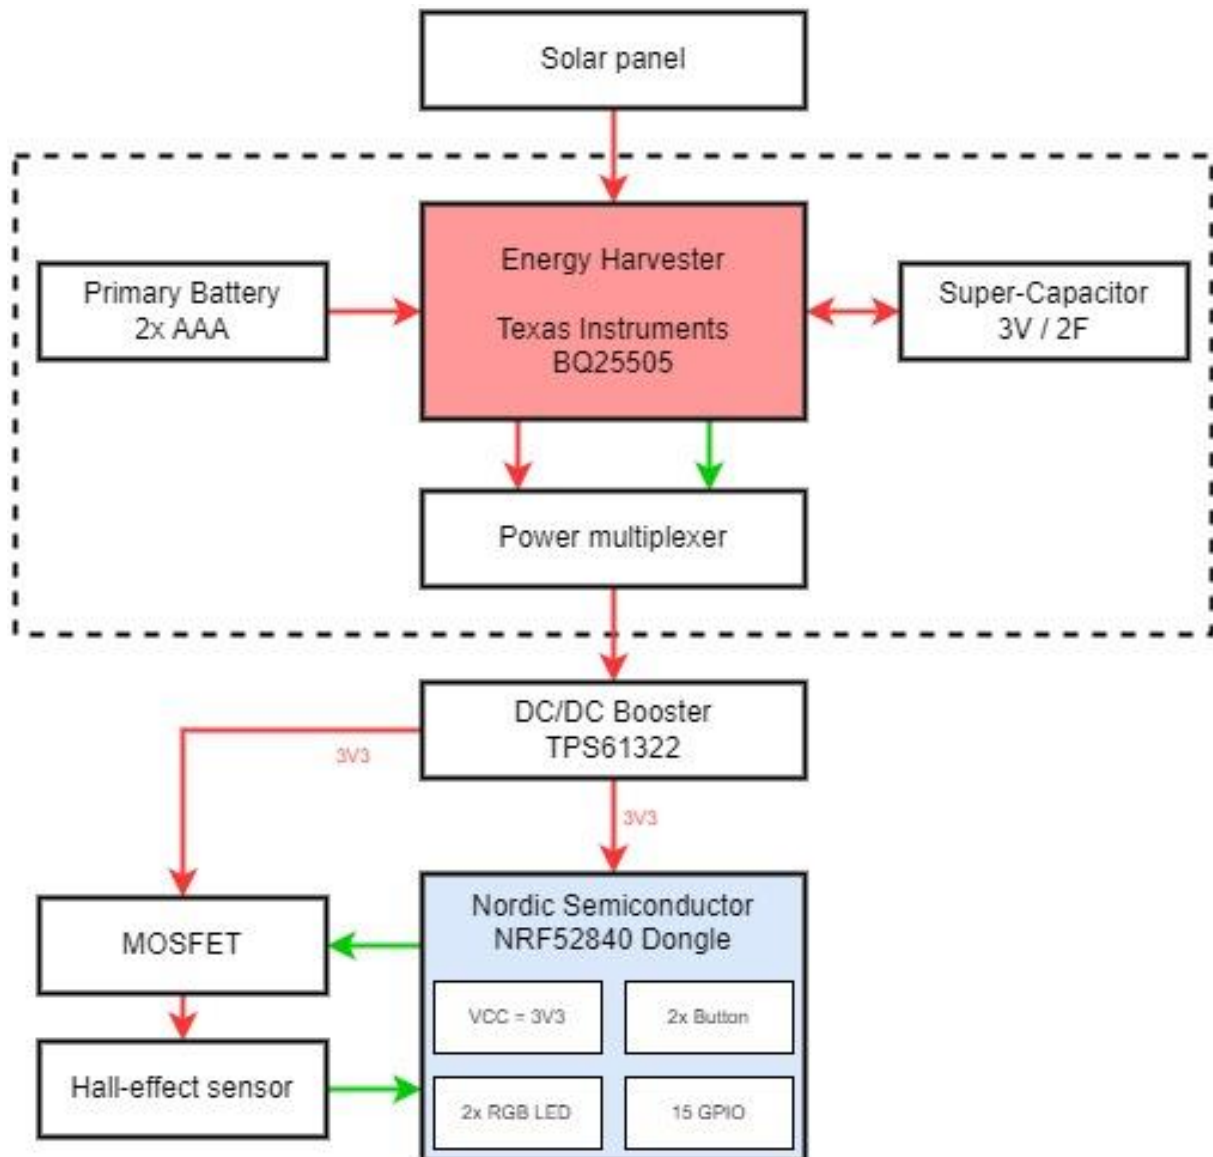 Solar panel
Primary Battery
2x AAA
Energy Harvester
Texas Instruments
BQ25505
Super-Capacitor
3V / 2F
Power multiplexer
DC/DC Booster
TPS61322
3V3
3V3
MOSFET
Nordic Semiconductor
NRF52840 Dongle
VCC = 3V3
2x Button
Hall-effect sensor
2x RGB LED
15 GPIO